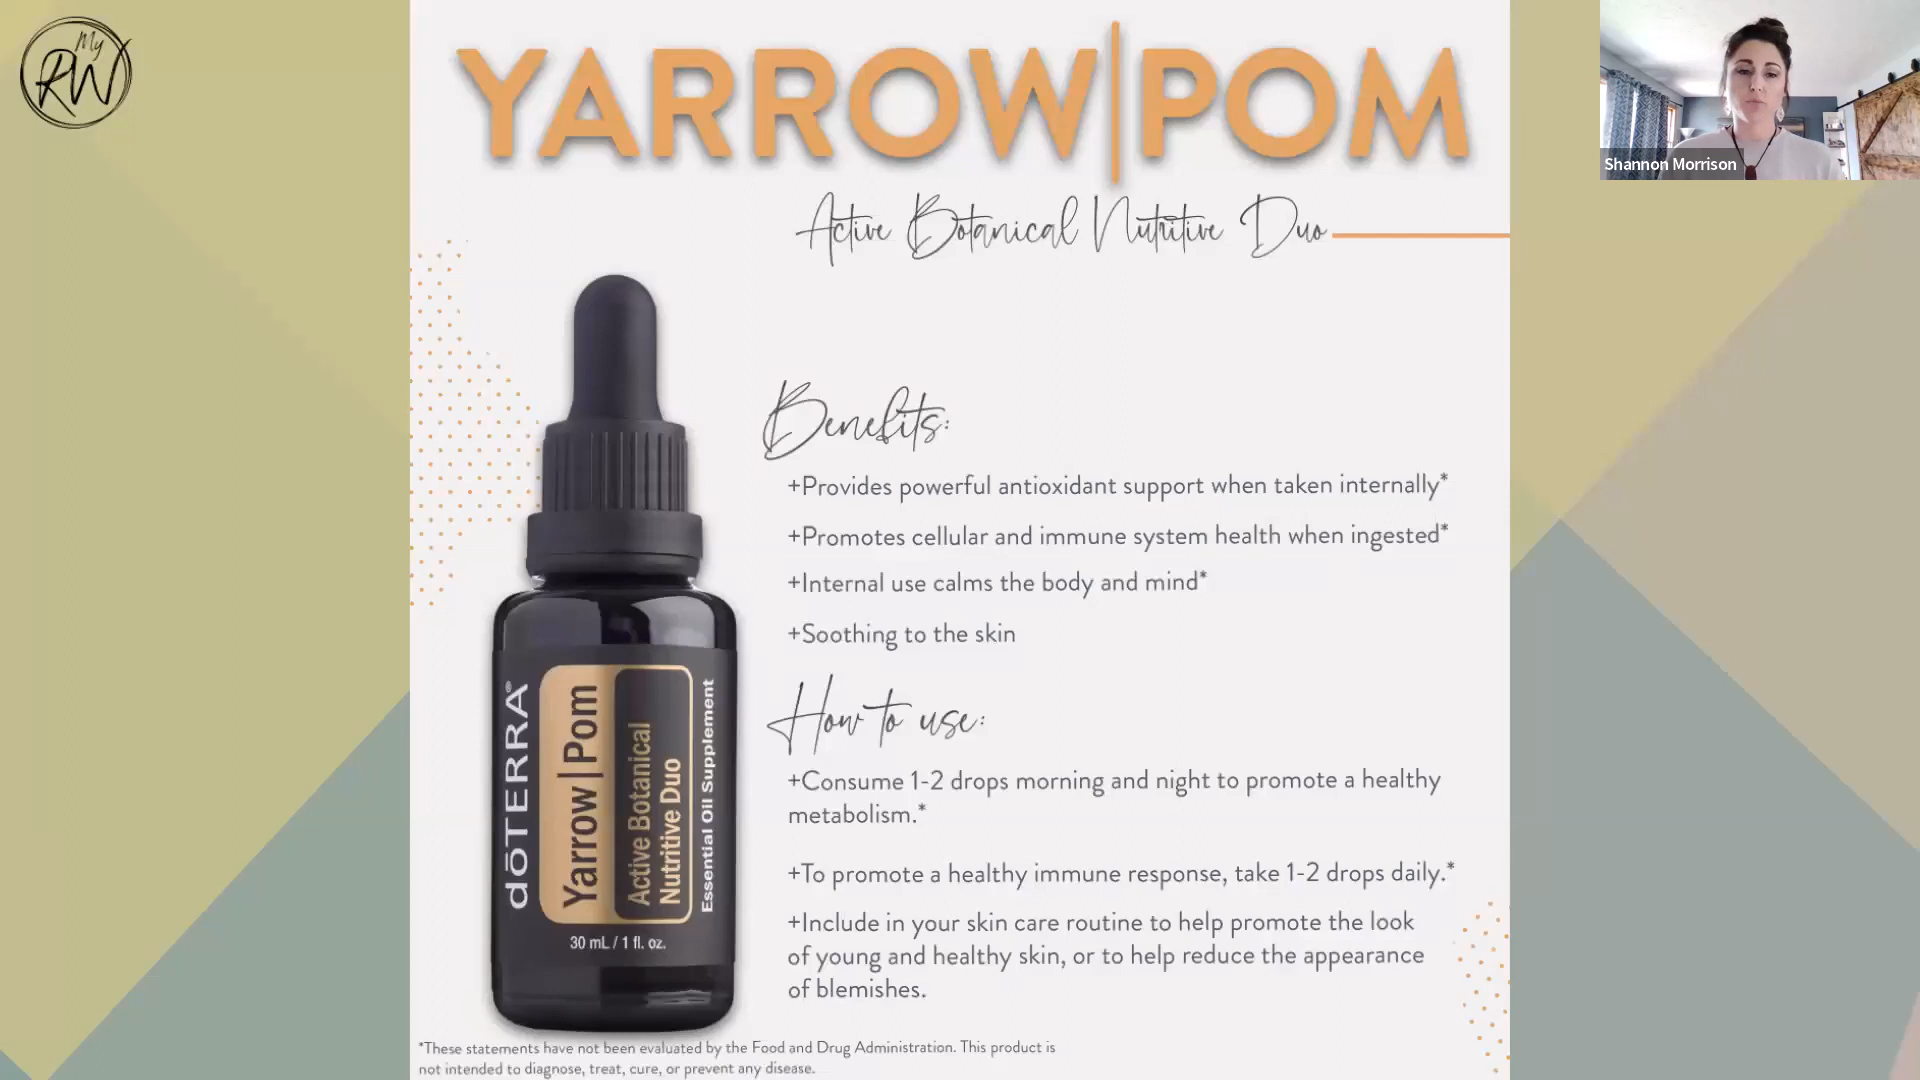 My
RW
YARROW|POM
Shannon Morrison
Active Botanical Nutritive Duo
Benefits:
+Provides powerful antioxidant support when taken internally*
+Promotes cellular and immune system health when ingested*
+Internal use calms the body and mind*
+Soothing to the skin
How to use:
+Consume 1-2 drops morning and night to promote a healthy
metabolism.*
+To promote a healthy immune response, take 1-2 drops daily.*
+Include in your skin care routine to help promote the look
of young and healthy skin, or to help reduce the appearance
of blemishes.
dōTERRA®
Yarrow|Pom
Active Botanical
Nutritive Duo
Essential Oil Supplement
30 mL / 1 fl. oz.
*These statements have not been evaluated by the Food and Drug Administration. This product is
not intended to diagnose, treat, cure, or prevent any disease.